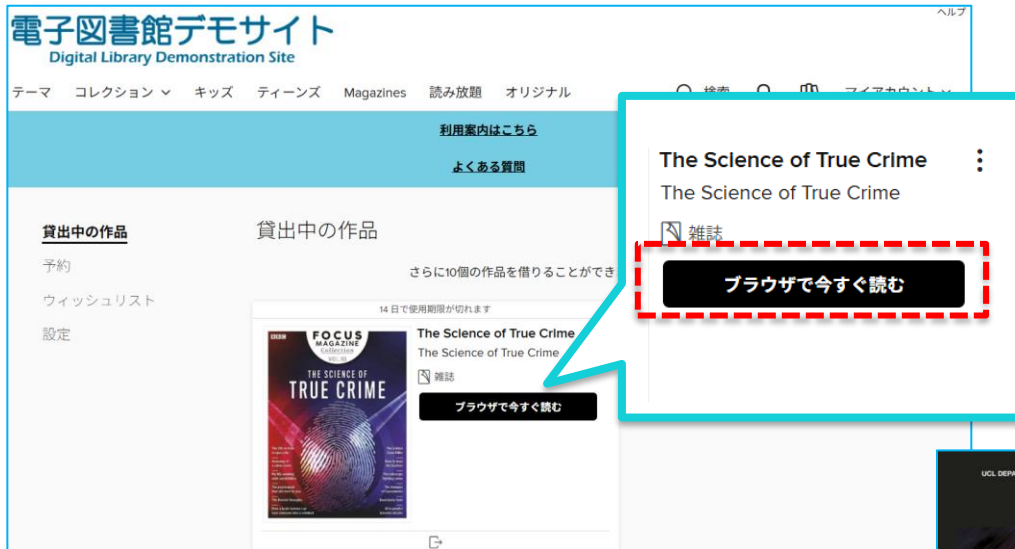 電子図書館デモサイト
Digital Library Demonstration Site
ヘルプ
テーマ コレクション キッズ ティーンズ Magazines 読み放題 オリジナル 検索 マイアカウント
利用案内はこちら
よくある質問
貸出中の作品
予約
ウィッシュリスト
設定
貸出中の作品
さらに10個の作品を借りることができ
14 日で使用期限が切れます
FOCUS
MAGAZINE
Collection
THE SCIENCE OF
TRUE CRIME
The Science of True Crime
The Science of True Crime
雑誌
ブラウザで今すぐ読む
The Science of True Crime
The Science of True Crime
雑誌
ブラウザで今すぐ読む
UCL DEPA